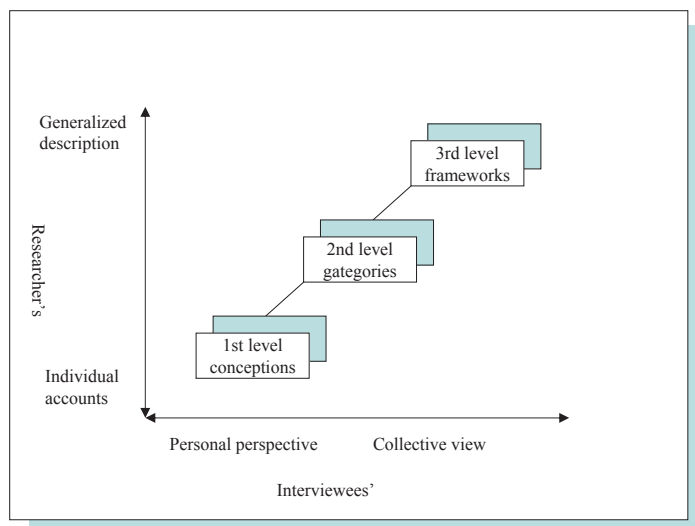 Generalized
description
3rd level
frameworks
Researcher’s
2nd level
gategories
1st level
conceptions
Individual
accounts
Personal perspective
Collective view
Interviewees’